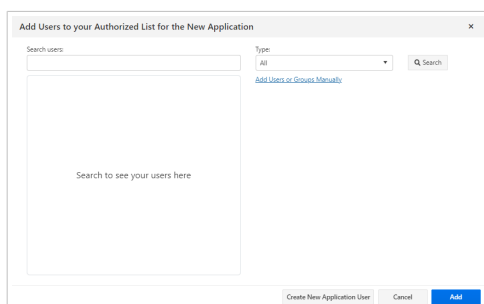 Add Users to your Authorized List for the New Application ×
Search users: Type:
All Search
Add Users or Groups Manually
Search to see your users here
Create New Application User Cancel Add